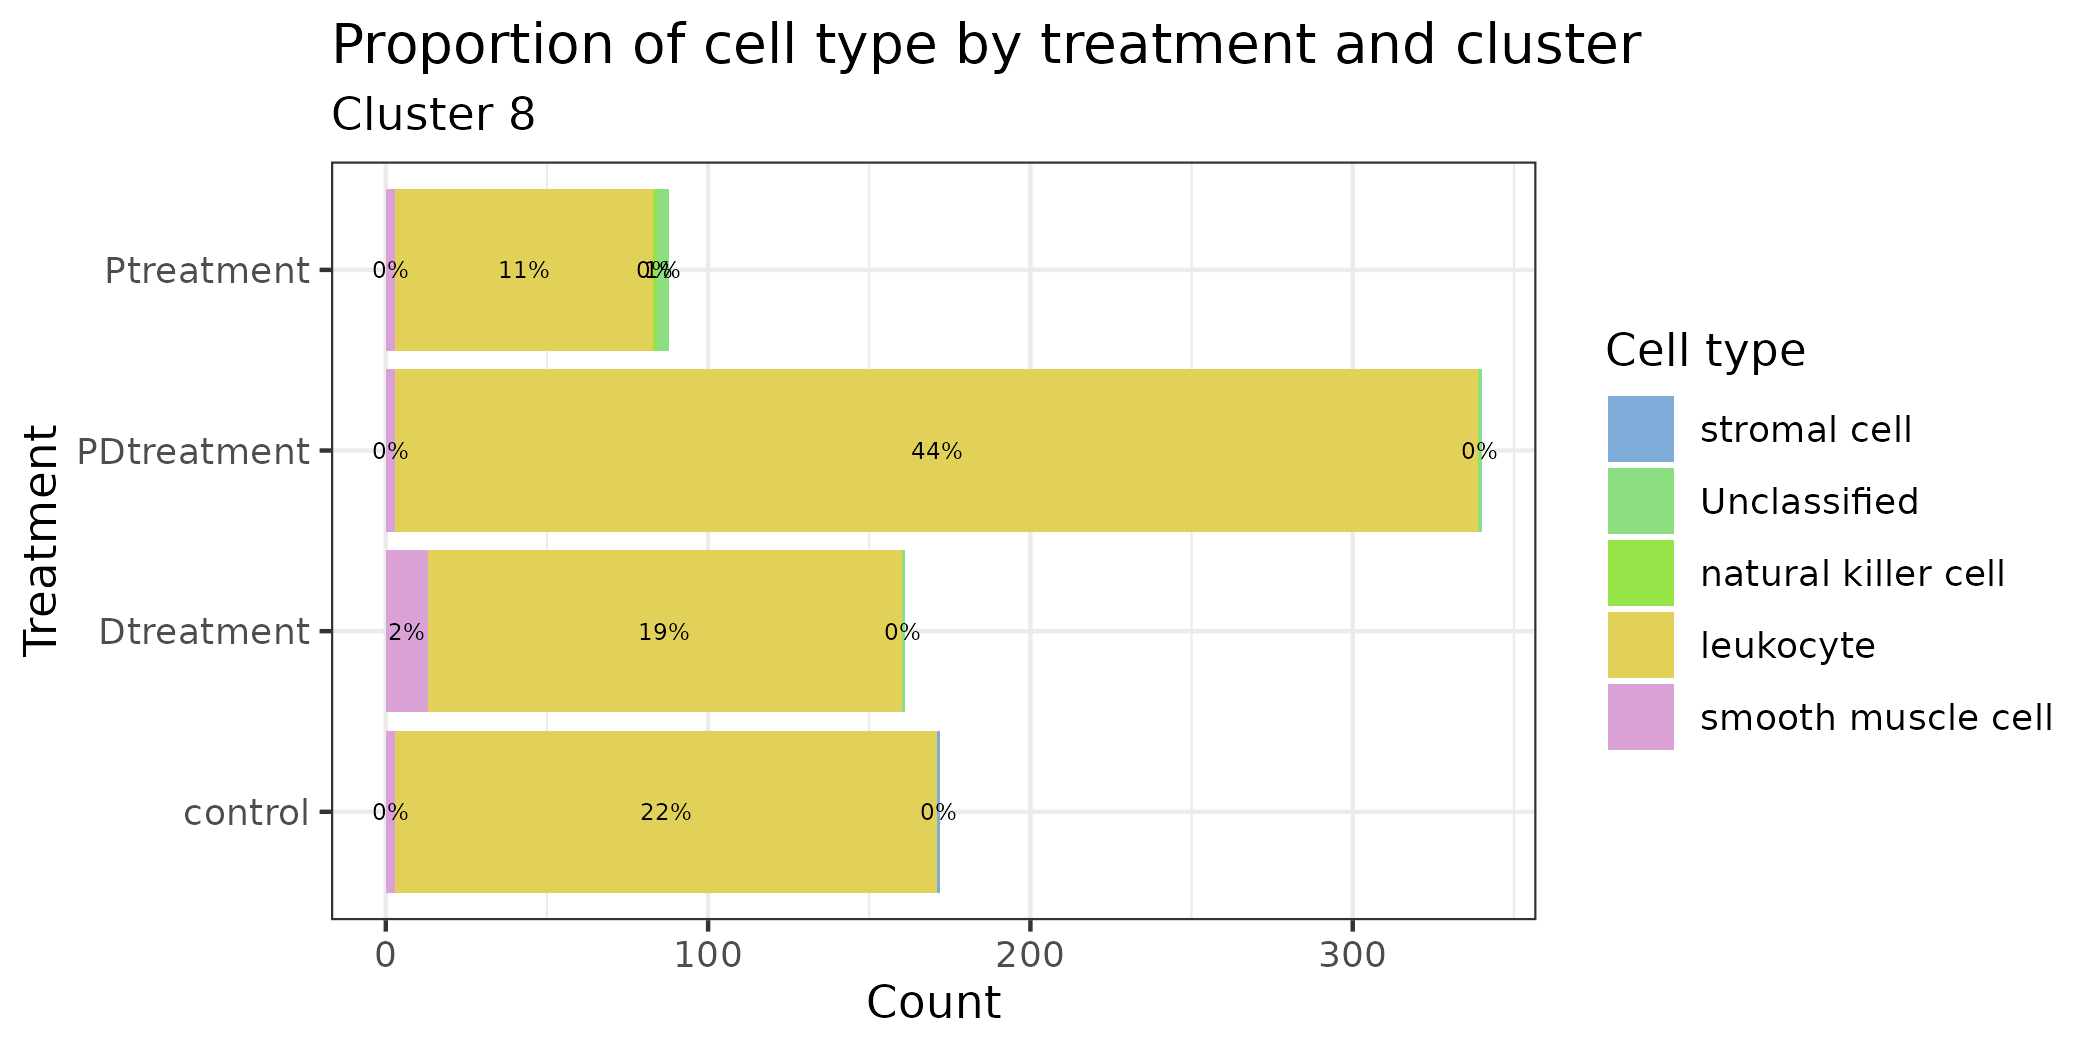 Proportion of cell type by treatment and cluster
Cluster 8
Treatment
Ptreatment
0% 11% 0% 1%
PDtreatment
0% 44% 0%
Dtreatment
2% 19% 0%
control
0% 22% 0%
0 100 200 300
Count
Cell type
stromal cell
Unclassified
natural killer cell
leukocyte
smooth muscle cell